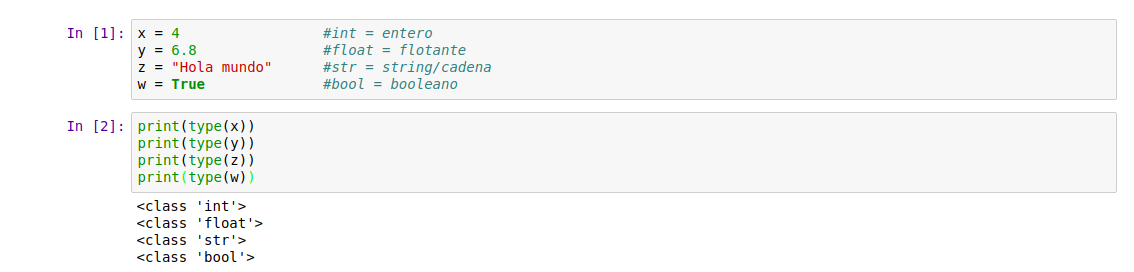 In [1]: x = 4 #int = entero
y = 6.8 #float = flotante
z = "Hola mundo" #str = string/cadena
w = True #bool = booleano
In [2]: print(type(x))
print(type(y))
print(type(z))
print(type(w))
<class 'int'>
<class 'float'>
<class 'str'>
<class 'bool'>